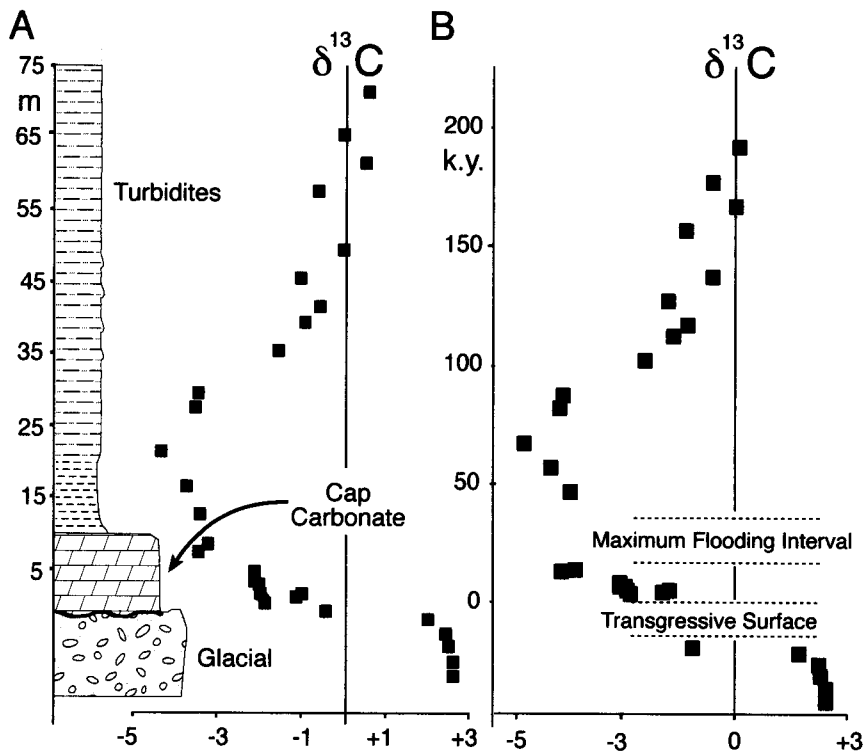 A
δ13C
75
m
65
Turbidites
55
45
35
25
15
Cap
Carbonate
5
Glacial
-5 -3 -1 +1 +3
B
δ13C
200
k.y.
150
100
50
Maximum Flooding Interval
0
Transgressive Surface
-5 -3 0 +3